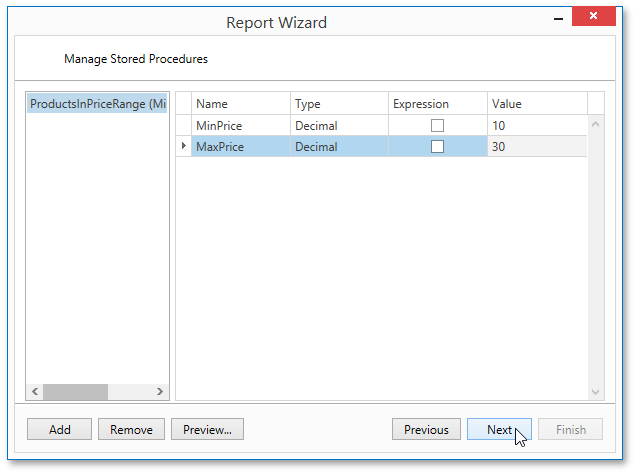 Report Wizard
Manage Stored Procedures
ProductsInPriceRange (Mi
Name Type Expression Value
MinPrice Decimal 10
MaxPrice Decimal 30
Add Remove Preview... Previous Next Finish